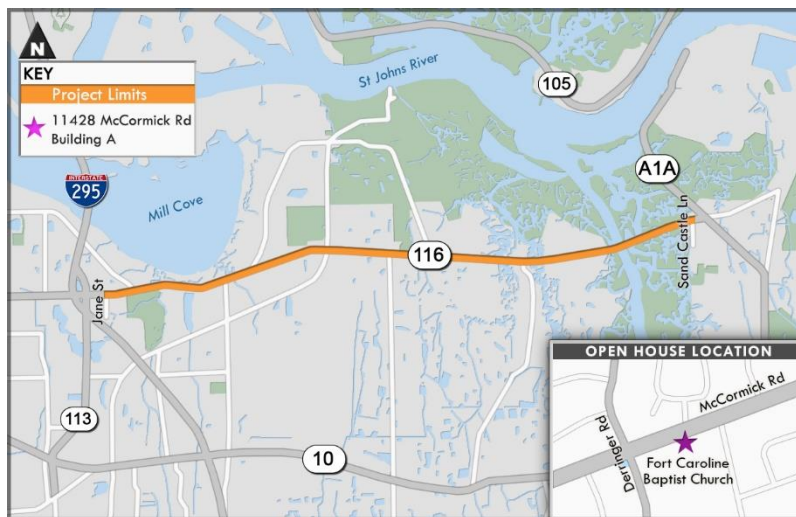 N
KEY
Project Limits
11428 McCormick Rd
Building A
INTERSTATE
295
Mill Cove
St Johns River
105
A1A
Sand Castle Ln
116
Jane St
113
10
OPEN HOUSE LOCATION
McCormick Rd
Derringer Rd
Fort Caroline
Baptist Church